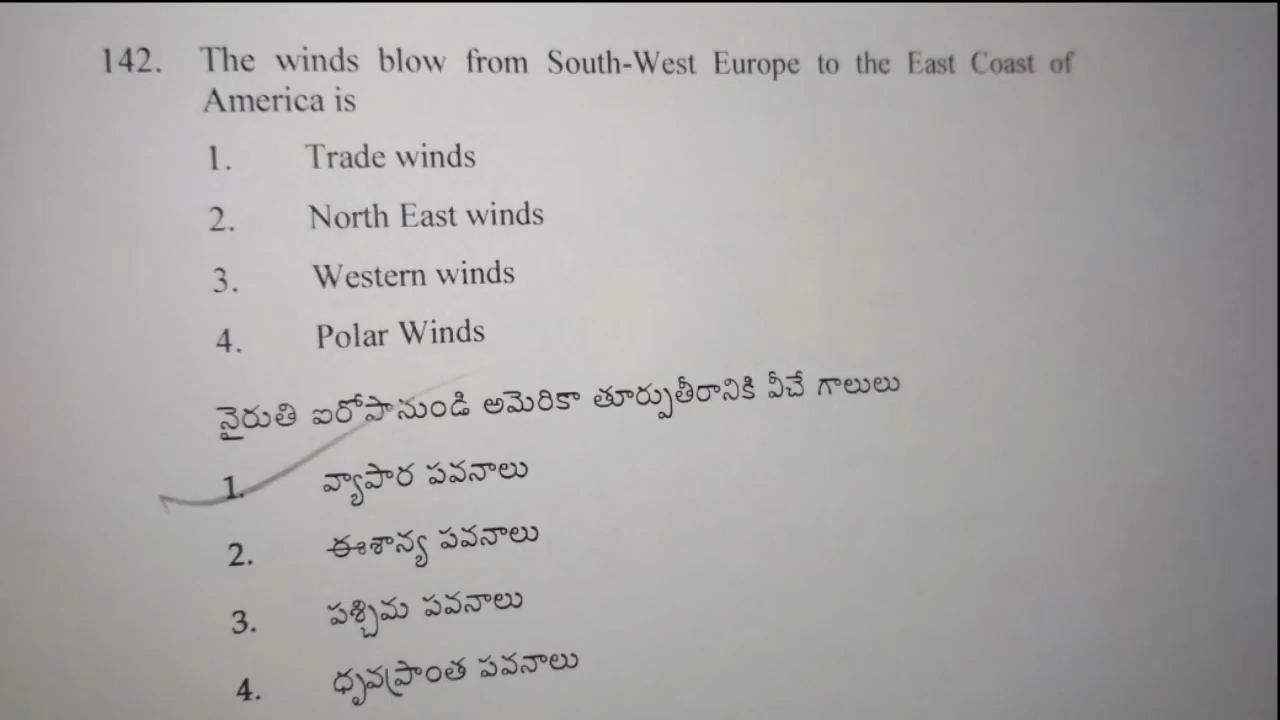 142. The winds blow from South-West Europe to the East Coast of
America is
1. Trade winds
2. North East winds
3. Western winds
4. Polar Winds
నైరుతి ఐరోపానుండి అమెరికా తూర్పుతీరానికి వీచే గాలులు
1. వ్యాపార పవనాలు
2. ఈశాన్య పవనాలు
3. పశ్చిమ పవనాలు
4. ధృవప్రాంత పవనాలు